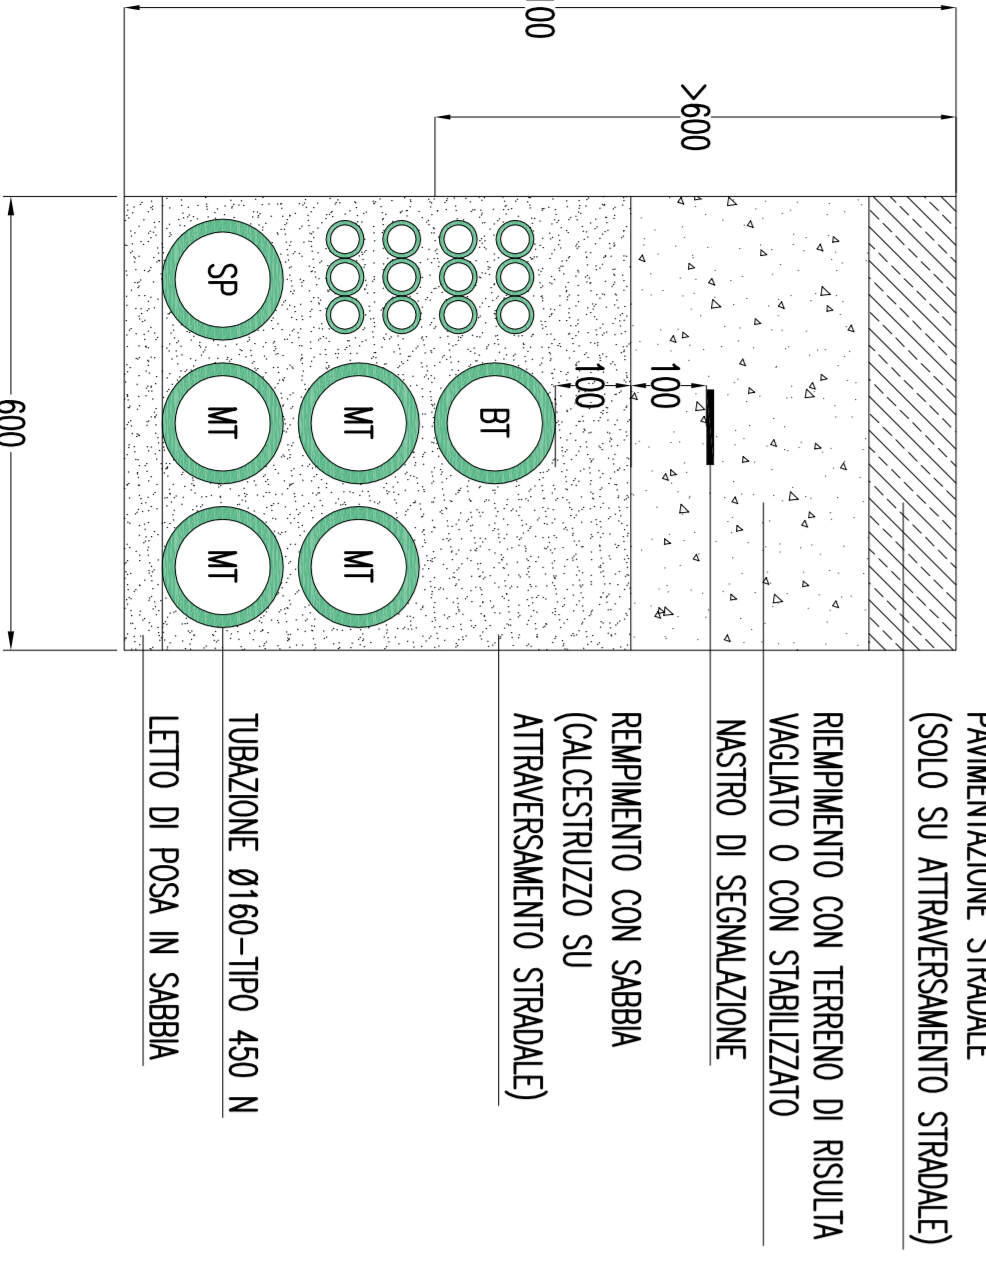 PAVIMENTAZIONE STRADALE
(SOLO SU ATTRAVERSAMENTO STRADALE)
RIEMPIMENTO CON TERRENO DI RISULTA
VAGLIATO O CON STABILIZZATO
NASTRO DI SEGNALAZIONE
REMPIMENTO CON SABBIA
(CALCESTRUZZO SU
ATTRAVERSAMENTO STRADALE)
TUBAZIONE Ø160-TIPO 450 N
LETTO DI POSA IN SABBIA
>600
100
100
BT
MT
MT
SP
MT
MT
600